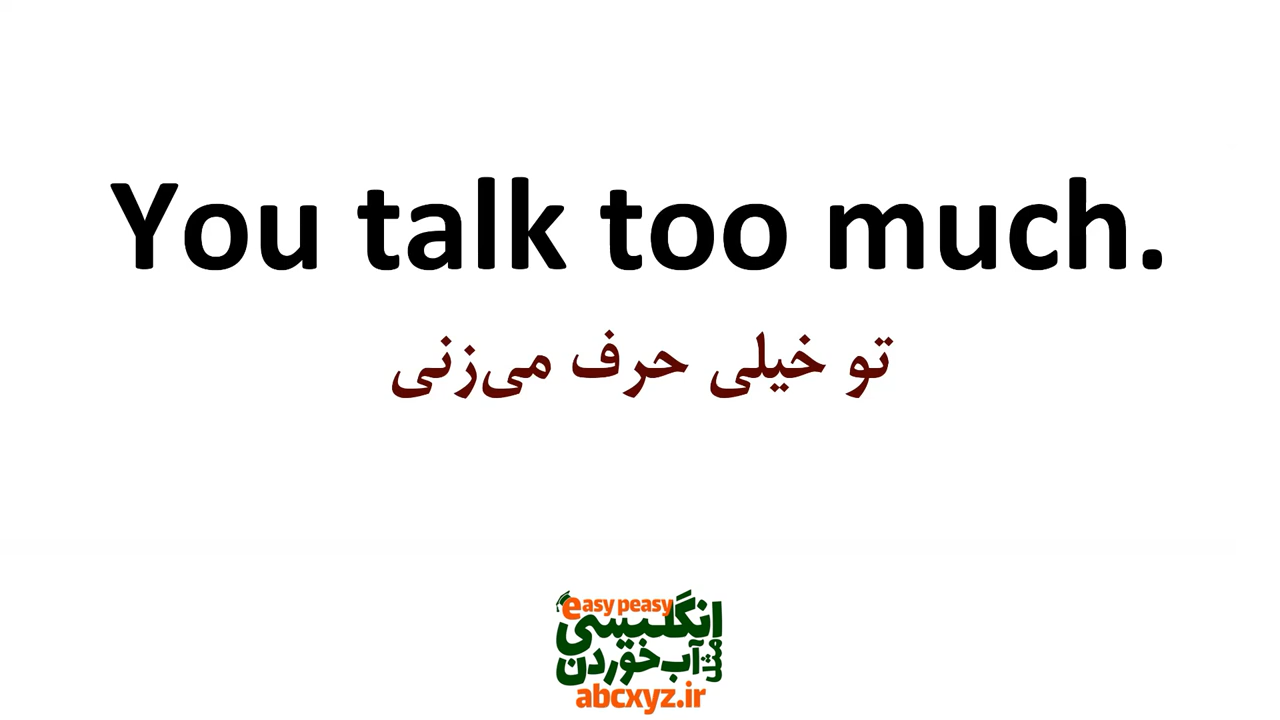 You talk too much.
تو خیلی حرف می‌زنی
easy peasy
انگلیسی
مثل آب خوردن
abcxyz.ir